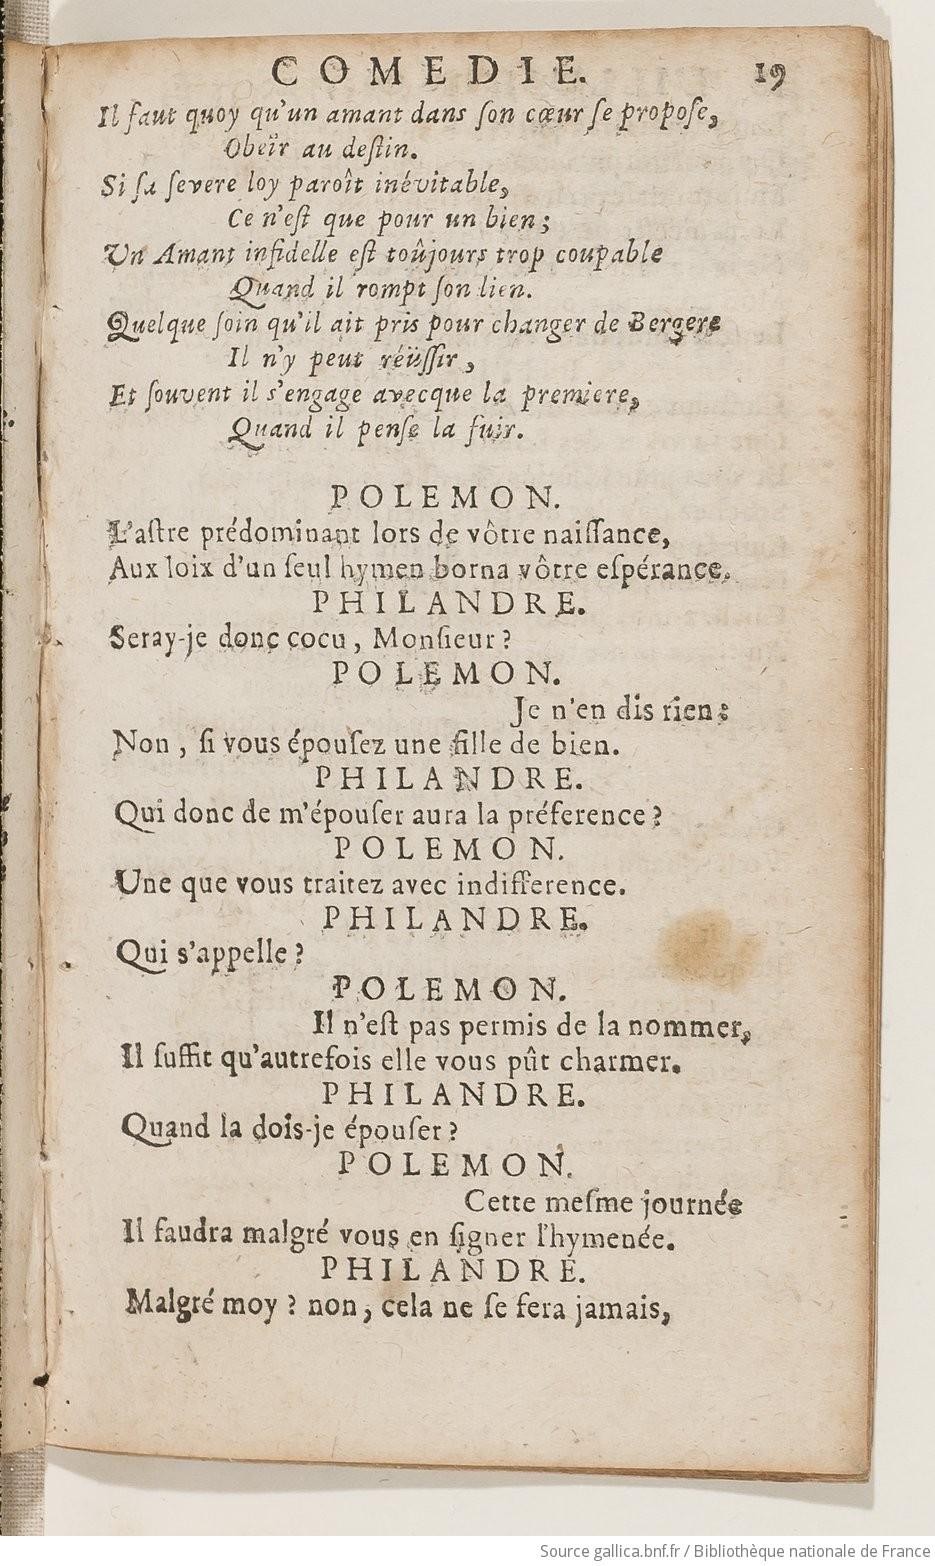 COMEDIE. 19
Il faut quoy qu'un amant dans ſon cœur ſe propoſe,
Obeïr au deſtin.
Si ſa ſevere loy paroît inévitable,
Ce n'eſt que pour un bien;
Un Amant infidelle eſt toûjours trop coupable
Quand il rompt ſon lien.
Quelque ſoin qu'il ait pris pour changer de Bergere
Il n'y peut réüſſir,
Et ſouvent il s'engage avecque la premiere,
Quand il penſe la fuir.
POLEMON.
L'aſtre prédominant lors de vôtre naiſſance,
Aux loix d'un ſeul hymen borna vôtre eſpérance.
PHILANDRE.
Seray-je donc cocu, Monſieur?
POLEMON.
Je n'en dis rien;
Non, ſi vous épouſez une fille de bien.
PHILANDRE.
Qui donc de m'épouſer aura la préference?
POLEMON.
Une que vous traitez avec indifference.
PHILANDRE.
Qui s'appelle?
POLEMON.
Il n'eſt pas permis de la nommer,
Il ſuffit qu'autrefois elle vous pût charmer.
PHILANDRE.
Quand la dois-je épouſer?
POLEMON.
Cette meſme journée
Il faudra malgré vous en ſigner l'hymenée.
PHILANDRE.
Malgré moy? non, cela ne ſe fera jamais,
Source gallica.bnf.fr / Bibliothèque nationale de France